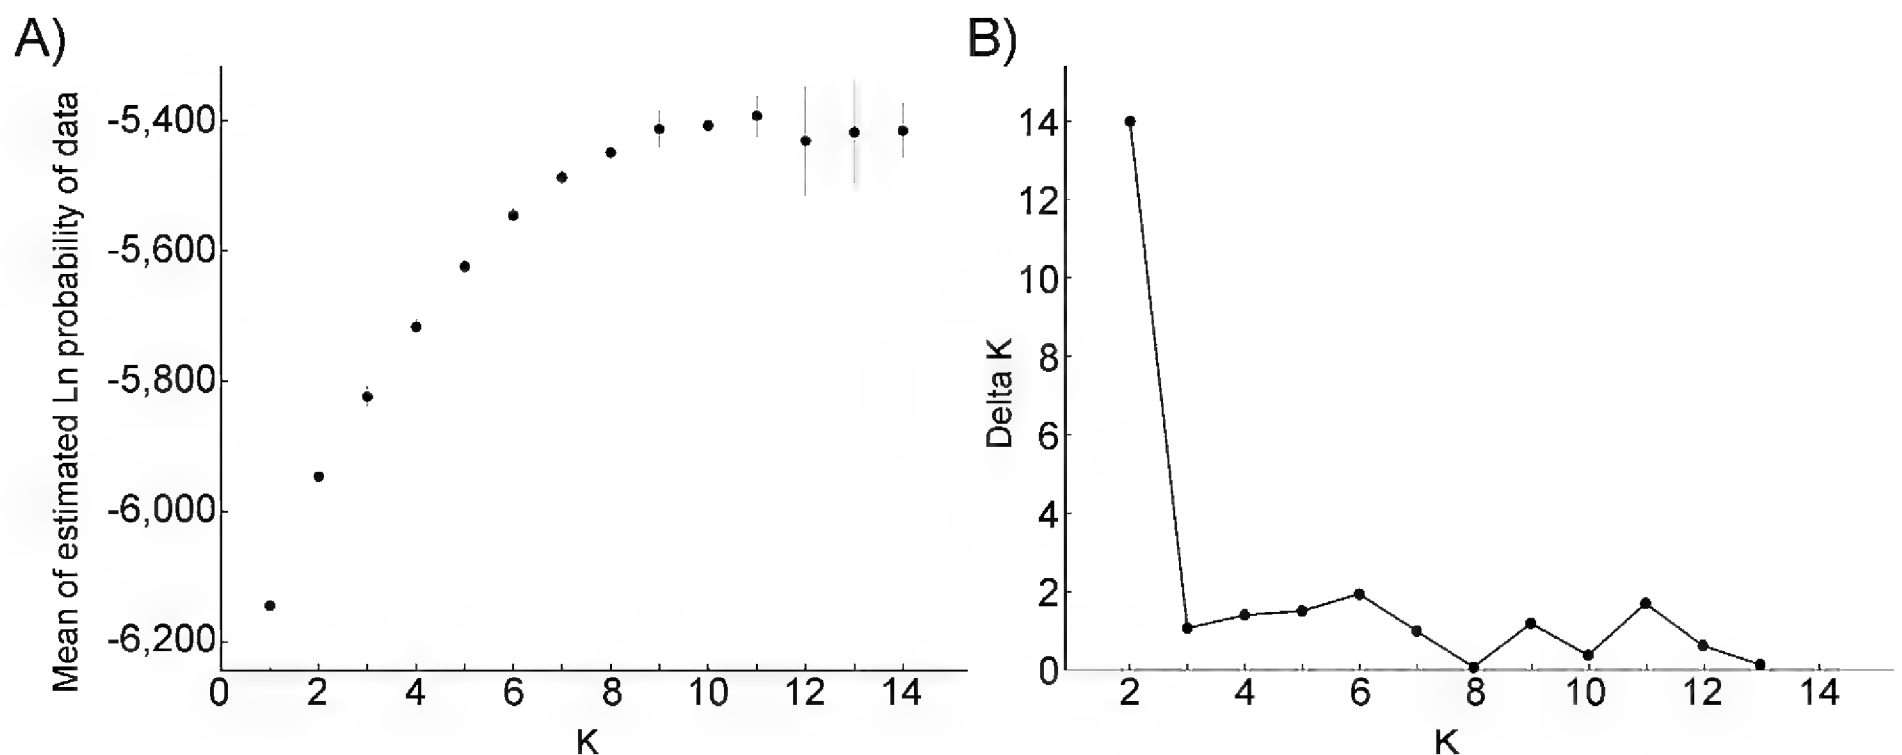 A)
Mean of estimated Ln probability of data
-5,400
-5,600
-5,800
-6,000
-6,200
0 2 4 6 8 10 12 14
K
B)
Delta K
14
12
10
8
6
4
2
0
2 4 6 8 10 12 14
K